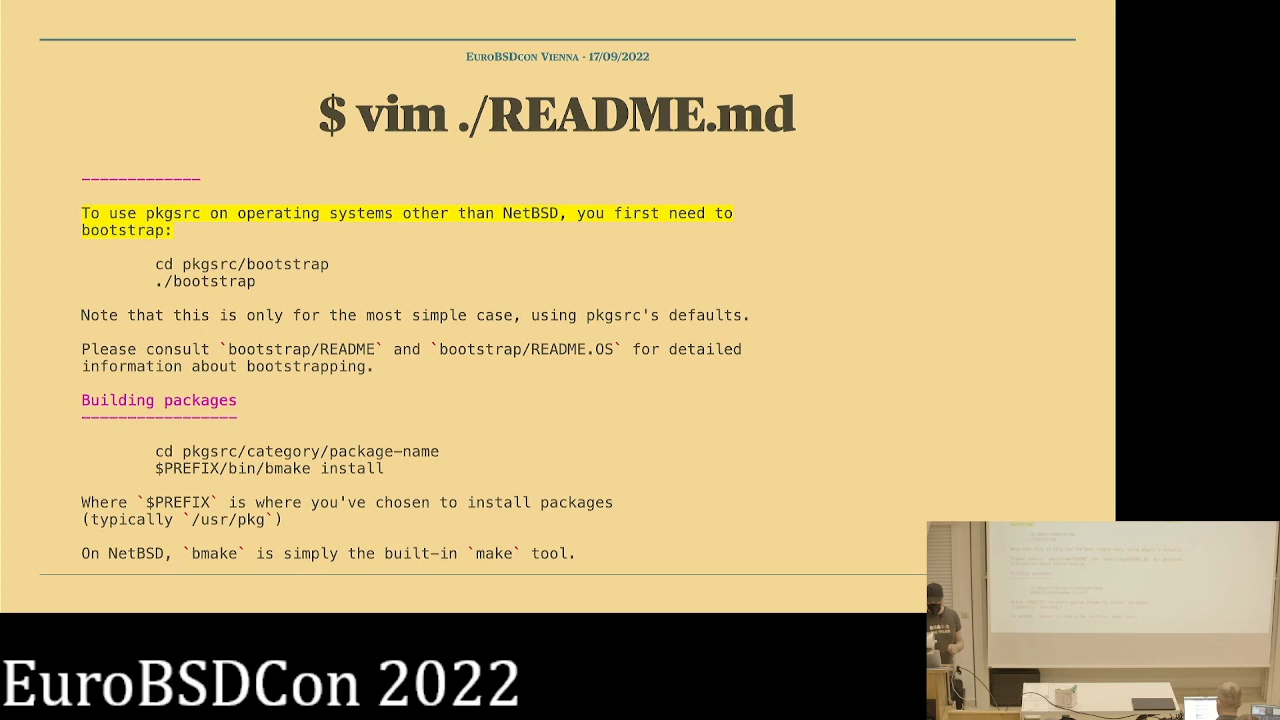 EuroBSDcon Vienna - 17/09/2022
$ vim ./README.md
-------------
To use pkgsrc on operating systems other than NetBSD, you first need to
bootstrap:
cd pkgsrc/bootstrap
./bootstrap
Note that this is only for the most simple case, using pkgsrc's defaults.
Please consult `bootstrap/README` and `bootstrap/README.OS` for detailed
information about bootstrapping.
Building packages
-----------------
cd pkgsrc/category/package-name
$PREFIX/bin/bmake install
Where `$PREFIX` is where you've chosen to install packages
(typically `/usr/pkg`)
On NetBSD, `bmake` is simply the built-in `make` tool.
EuroBSDCon 2022